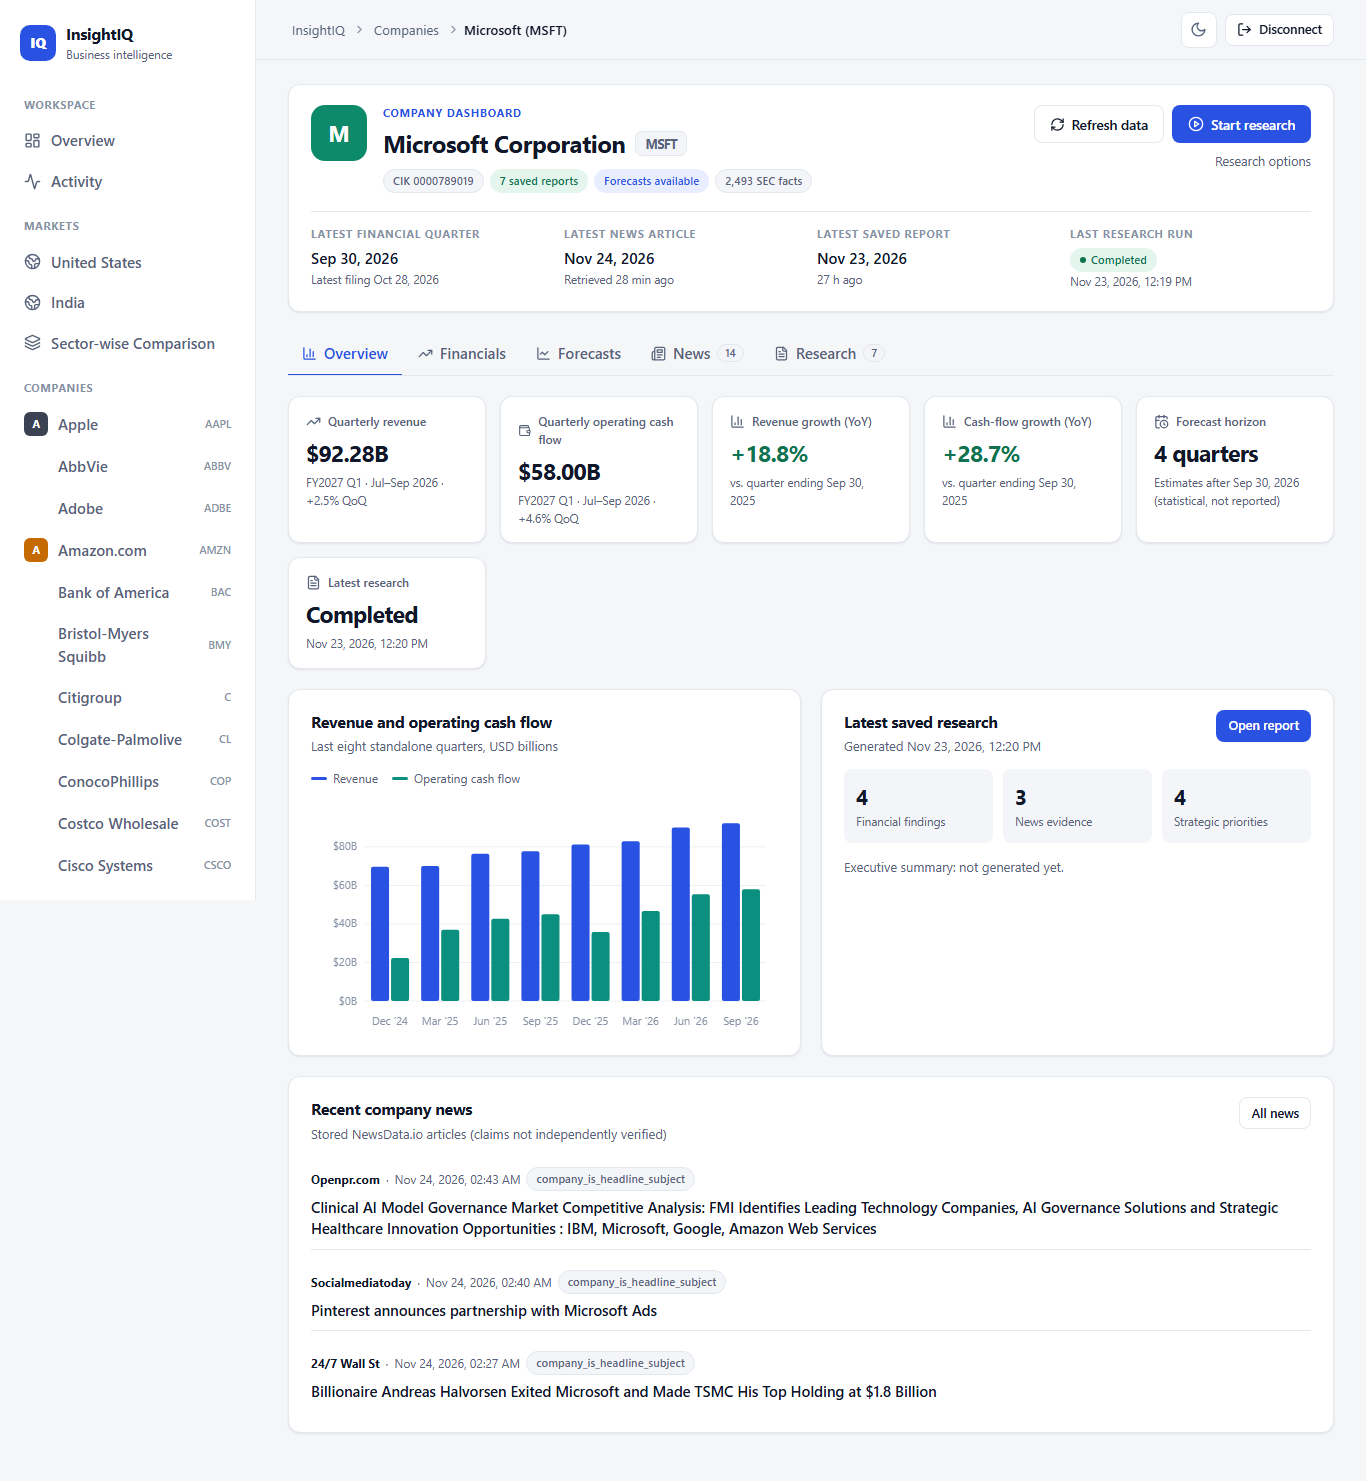 IQ
InsightIQ
Business intelligence
WORKSPACE
Overview
Activity
MARKETS
United States
India
Sector-wise Comparison
COMPANIES
A Apple AAPL
AbbVie ABBV
Adobe ADBE
A Amazon.com AMZN
Bank of America BAC
Bristol-Myers
Squibb BMY
Citigroup C
Colgate-Palmolive CL
ConocoPhillips COP
Costco Wholesale COST
Cisco Systems CSCO
InsightIQ > Companies > Microsoft (MSFT)
Disconnect
M
COMPANY DASHBOARD
Microsoft Corporation MSFT
CIK 0000789019 7 saved reports Forecasts available 2,493 SEC facts
Refresh data Start research
Research options
LATEST FINANCIAL QUARTER
Sep 30, 2026
Latest filing Oct 28, 2026
LATEST NEWS ARTICLE
Nov 24, 2026
Retrieved 28 min ago
LATEST SAVED REPORT
Nov 23, 2026
27 h ago
LAST RESEARCH RUN
Completed
Nov 23, 2026, 12:19 PM
Overview Financials Forecasts News 14 Research 7
Quarterly revenue
$92.28B
FY2027 Q1 · Jul–Sep 2026 ·
+2.5% QoQ
Quarterly operating cash
flow
$58.00B
FY2027 Q1 · Jul–Sep 2026 ·
+4.6% QoQ
Revenue growth (YoY)
+18.8%
vs. quarter ending Sep 30,
2025
Cash-flow growth (YoY)
+28.7%
vs. quarter ending Sep 30,
2025
Forecast horizon
4 quarters
Estimates after Sep 30, 2026
(statistical, not reported)
Latest research
Completed
Nov 23, 2026, 12:20 PM
Revenue and operating cash flow
Last eight standalone quarters, USD billions
Revenue Operating cash flow
$80B
$60B
$40B
$20B
$0B
Dec '24 Mar '25 Jun '25 Sep '25 Dec '25 Mar '26 Jun '26 Sep '26
Latest saved research
Generated Nov 23, 2026, 12:20 PM
Open report
4
Financial findings
3
News evidence
4
Strategic priorities
Executive summary: not generated yet.
Recent company news
Stored NewsData.io articles (claims not independently verified)
All news
Openpr.com · Nov 24, 2026, 02:43 AM company_is_headline_subject
Clinical AI Model Governance Market Competitive Analysis: FMI Identifies Leading Technology Companies, AI Governance Solutions and Strategic
Healthcare Innovation Opportunities : IBM, Microsoft, Google, Amazon Web Services
Socialmediatoday · Nov 24, 2026, 02:40 AM company_is_headline_subject
Pinterest announces partnership with Microsoft Ads
24/7 Wall St · Nov 24, 2026, 02:27 AM company_is_headline_subject
Billionaire Andreas Halvorsen Exited Microsoft and Made TSMC His Top Holding at $1.8 Billion